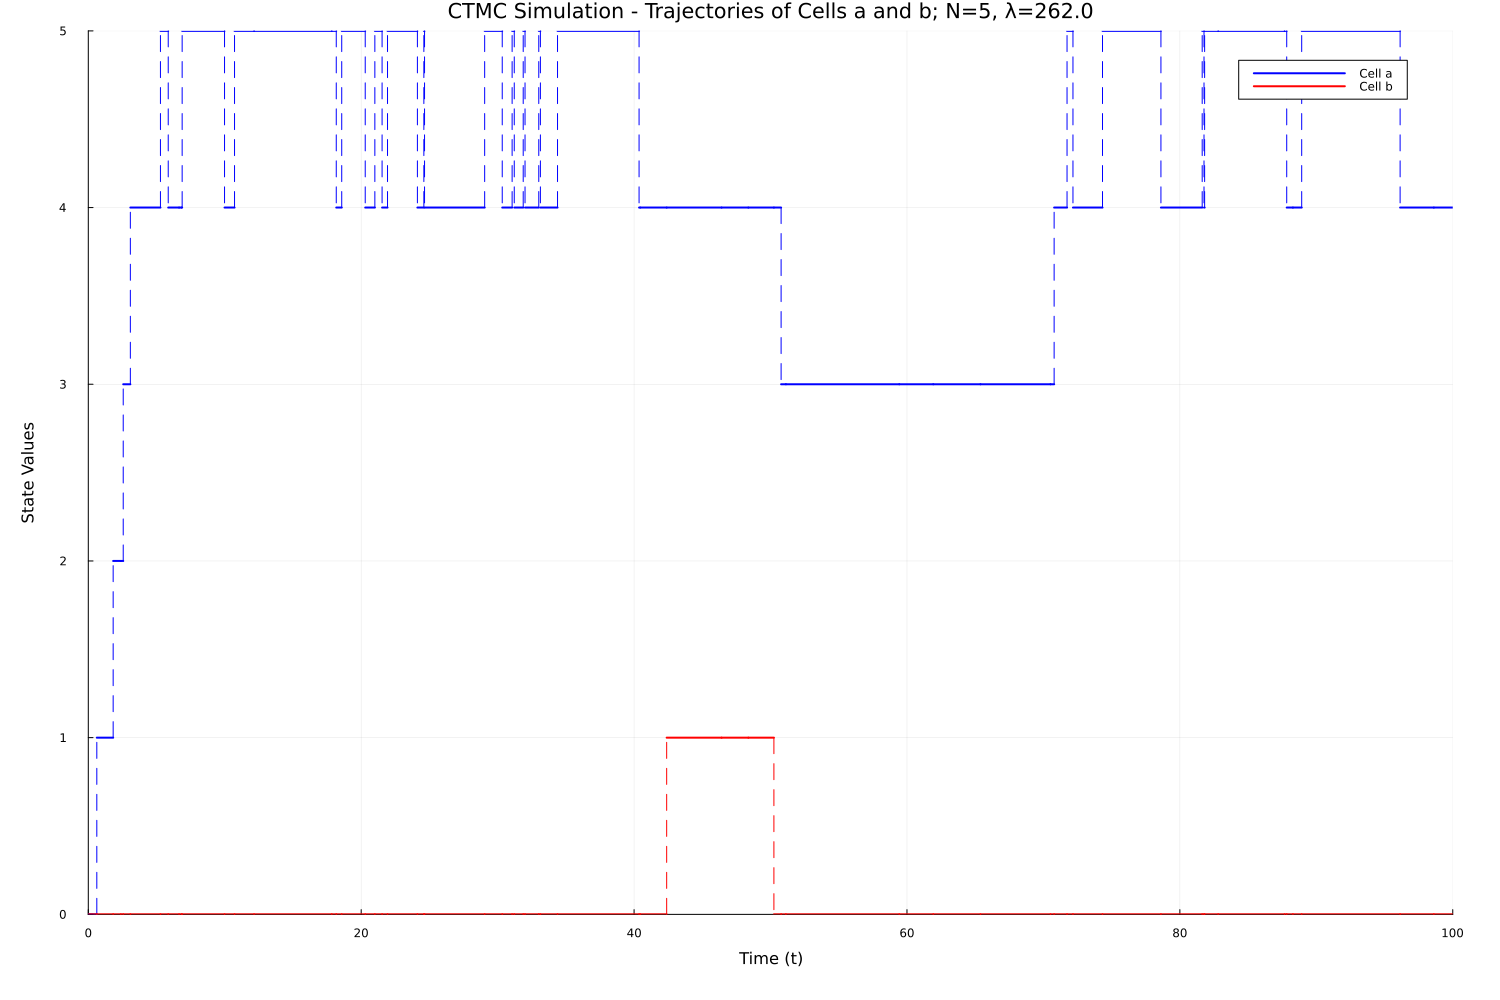 CTMC Simulation - Trajectories of Cells a and b; N=5, λ=262.0
5
Cell a
Cell b
4
3
State Values
2
1
0
0 20 40 60 80 100
Time (t)